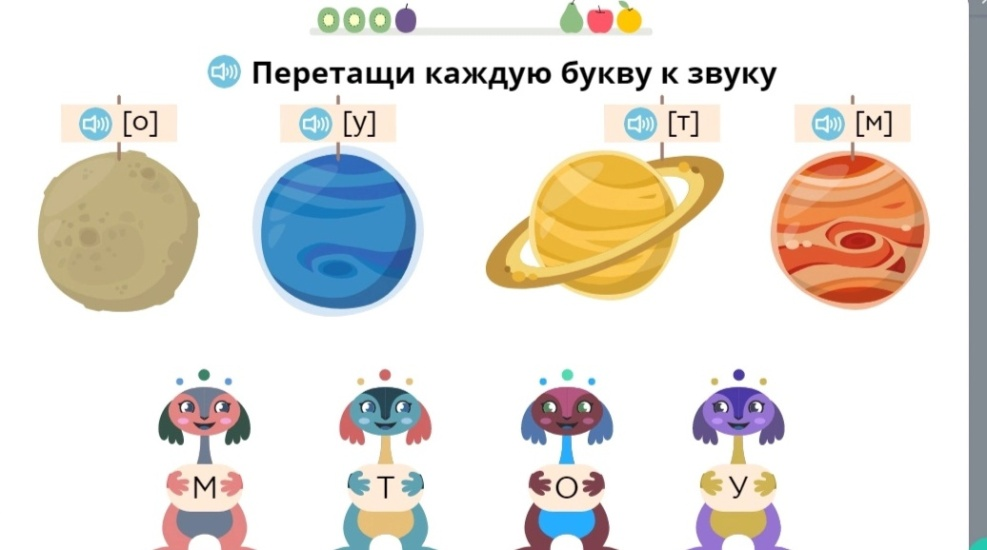 Перетащи каждую букву к звуку
[о] [у] [т] [м]
М Т О У